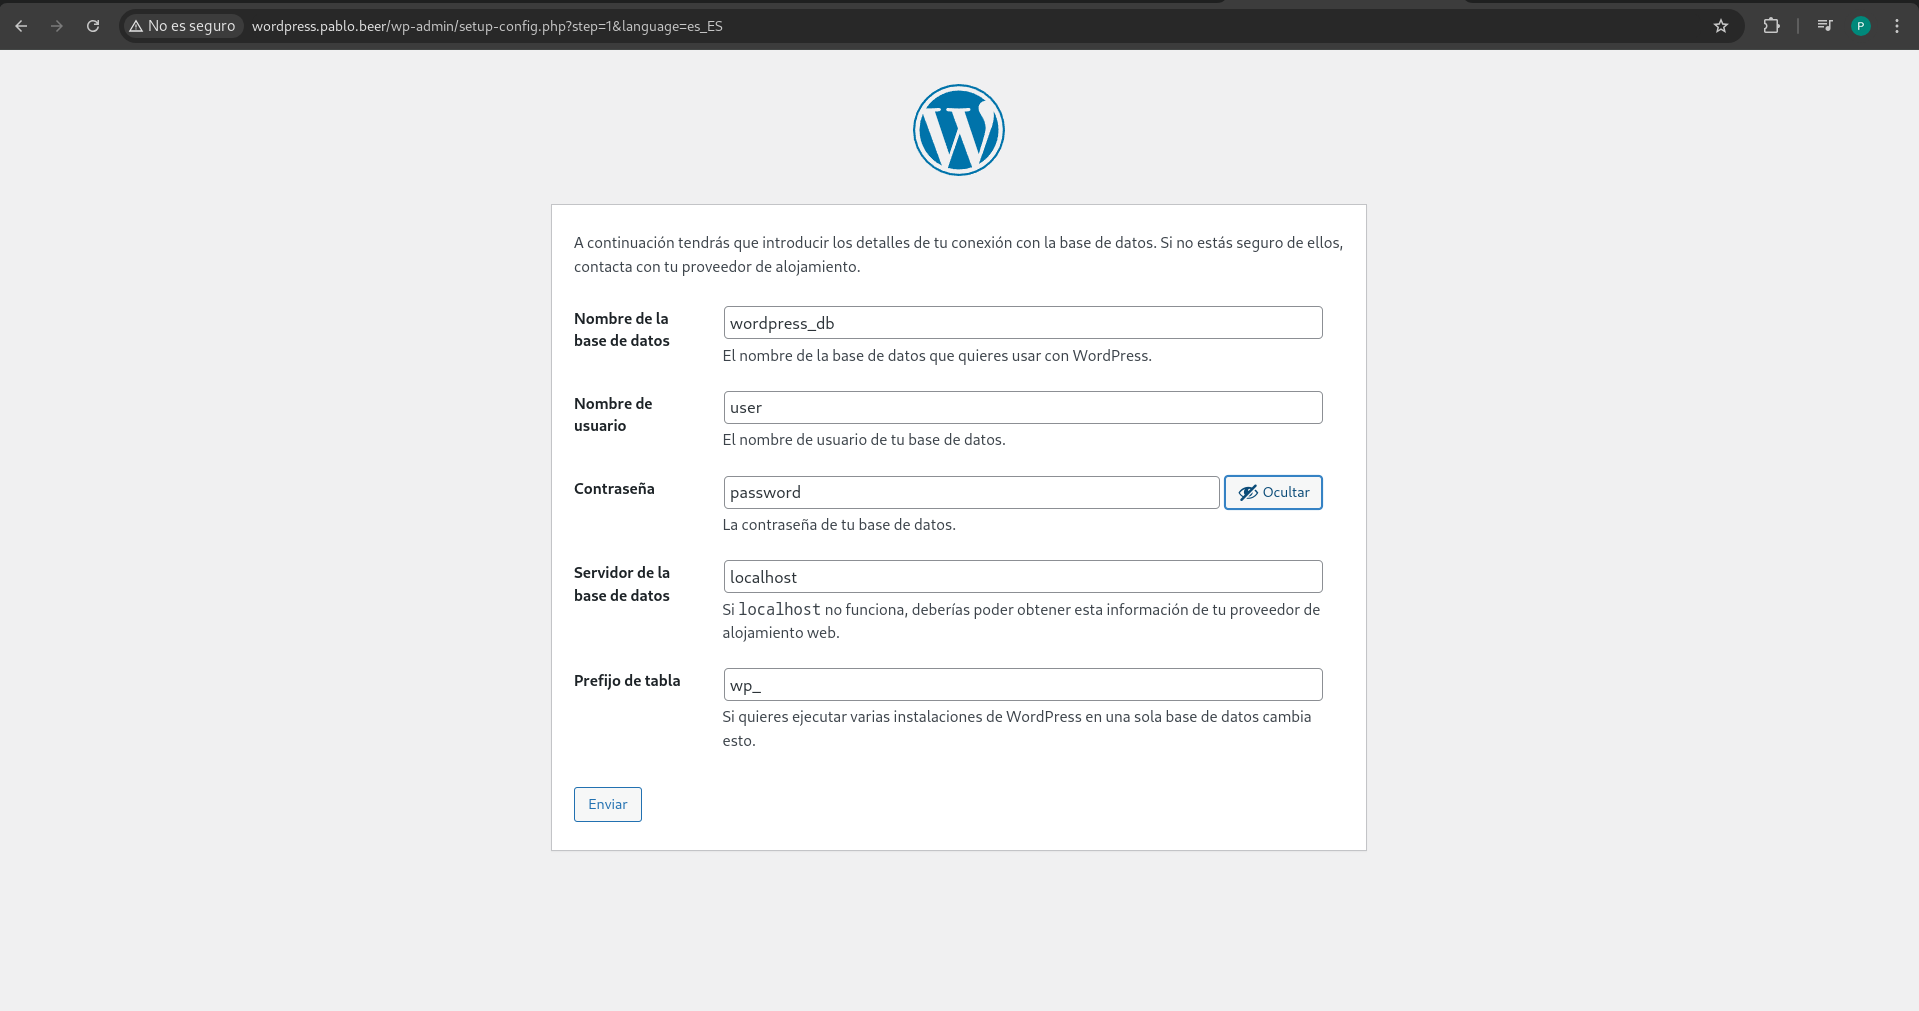 No es seguro
wordpress.pablo.beer/wp-admin/setup-config.php?step=1&language=es_ES
P
A continuación tendrás que introducir los detalles de tu conexión con la base de datos. Si no estás seguro de ellos,
contacta con tu proveedor de alojamiento.
Nombre de la
base de datos
wordpress_db
El nombre de la base de datos que quieres usar con WordPress.
Nombre de
usuario
user
El nombre de usuario de tu base de datos.
Contraseña
password
Ocultar
La contraseña de tu base de datos.
Servidor de la
base de datos
localhost
Si localhost no funciona, deberías poder obtener esta información de tu proveedor de
alojamiento web.
Prefijo de tabla
wp_
Si quieres ejecutar varias instalaciones de WordPress en una sola base de datos cambia
esto.
Enviar